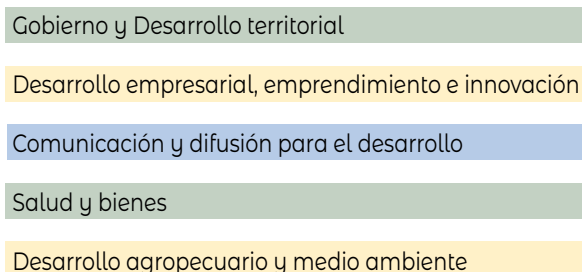 Gobierno y Desarrollo territorial
Desarrollo empresarial, emprendimiento e innovación
Comunicación y difusión para el desarrollo
Salud y bienes
Desarrollo agropecuario y medio ambiente